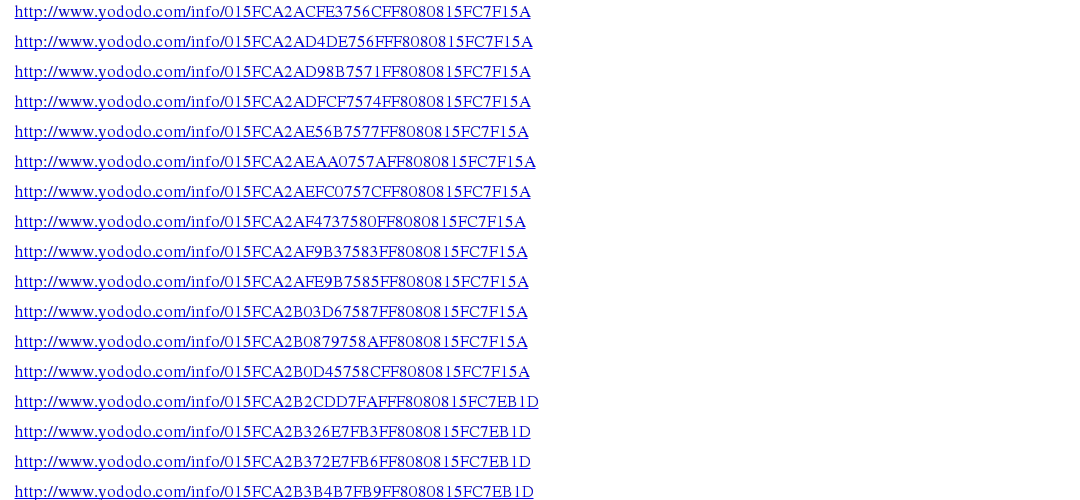 http://www.yododo.com/info/015FCA2ACFE3756CFF8080815FC7F15A
http://www.yododo.com/info/015FCA2AD4DE756FFF8080815FC7F15A
http://www.yododo.com/info/015FCA2AD98B7571FF8080815FC7F15A
http://www.yododo.com/info/015FCA2ADFCF7574FF8080815FC7F15A
http://www.yododo.com/info/015FCA2AE56B7577FF8080815FC7F15A
http://www.yododo.com/info/015FCA2AEAA0757AFF8080815FC7F15A
http://www.yododo.com/info/015FCA2AEFC0757CFF8080815FC7F15A
http://www.yododo.com/info/015FCA2AF4737580FF8080815FC7F15A
http://www.yododo.com/info/015FCA2AF9B37583FF8080815FC7F15A
http://www.yododo.com/info/015FCA2AFE9B7585FF8080815FC7F15A
http://www.yododo.com/info/015FCA2B03D67587FF8080815FC7F15A
http://www.yododo.com/info/015FCA2B0879758AFF8080815FC7F15A
http://www.yododo.com/info/015FCA2B0D45758CFF8080815FC7F15A
http://www.yododo.com/info/015FCA2B2CDD7FAFFF8080815FC7EB1D
http://www.yododo.com/info/015FCA2B326E7FB3FF8080815FC7EB1D
http://www.yododo.com/info/015FCA2B372E7FB6FF8080815FC7EB1D
http://www.yododo.com/info/015FCA2B3B4B7FB9FF8080815FC7EB1D